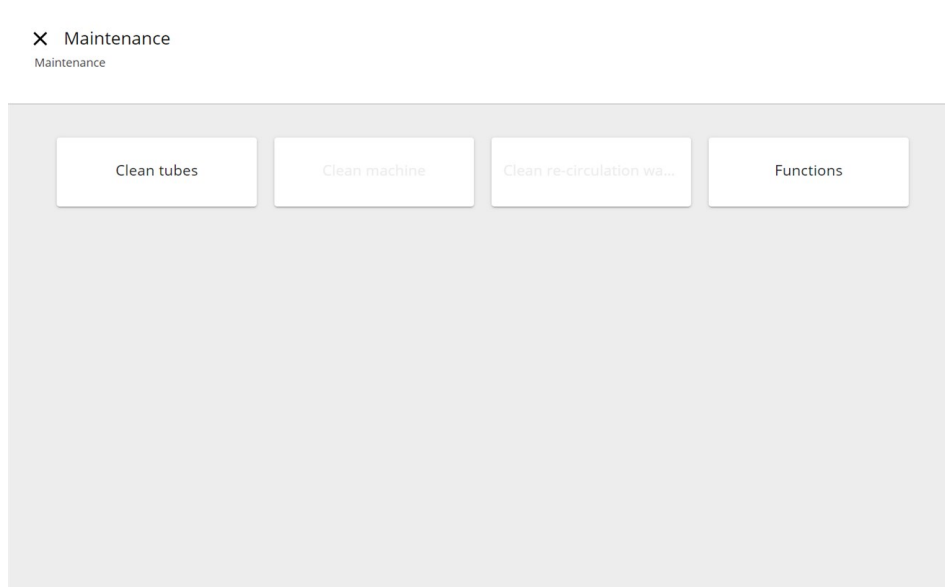 Maintenance
Maintenance
Clean tubes
Clean machine
Clean re-circulation wa...
Functions